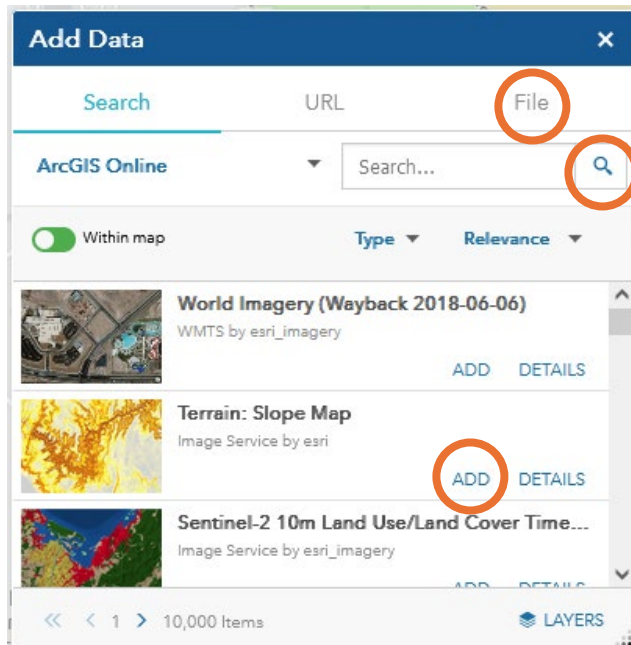 Add Data
Search URL File
ArcGIS Online Search...
Within map Type Relevance
World Imagery (Wayback 2018-06-06)
WMTS by esri_imagery
ADD DETAILS
Terrain: Slope Map
Image Service by esri
ADD DETAILS
Sentinel-2 10m Land Use/Land Cover Time...
Image Service by esri_imagery
ADD DETAILS
1 10,000 Items LAYERS